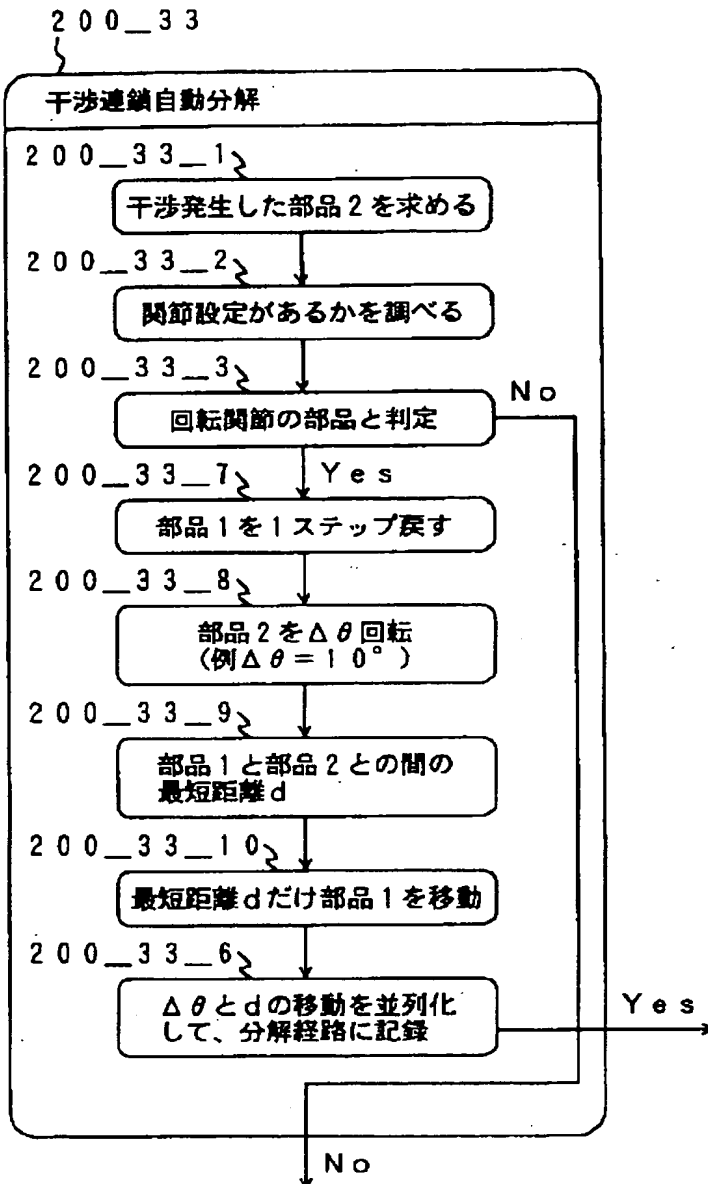 200_33
干渉連鎖自動分解
200_33_1
干渉発生した部品2を求める
200_33_2
関節設定があるかを調べる
200_33_3
No
回転関節の部品と判定
200_33_7
Yes
部品1を1ステップ戻す
200_33_8
部品2をΔθ回転
(例Δθ=10°)
200_33_9
部品1と部品2との間の
最短距離d
200_33_10
最短距離dだけ部品1を移動
200_33_6
Δθとdの移動を並列化
して、分解経路に記録
Yes
No